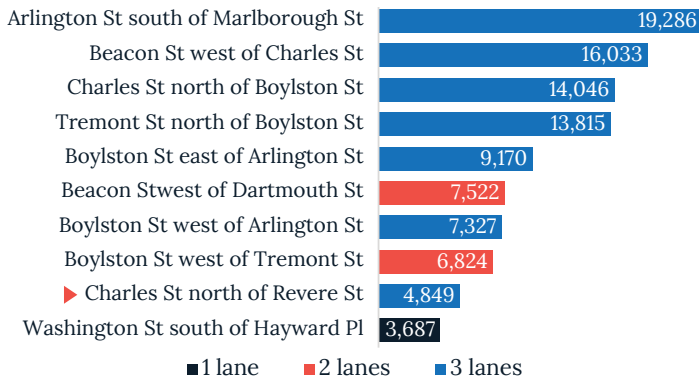 Arlington St south of Marlborough St 19,286
Beacon St west of Charles St 16,033
Charles St north of Boylston St 14,046
Tremont St north of Boylston St 13,815
Boylston St east of Arlington St 9,170
Beacon Stwest of Dartmouth St 7,522
Boylston St west of Arlington St 7,327
Boylston St west of Tremont St 6,824
Charles St north of Revere St 4,849
Washington St south of Hayward Pl 3,687
1 lane 2 lanes 3 lanes